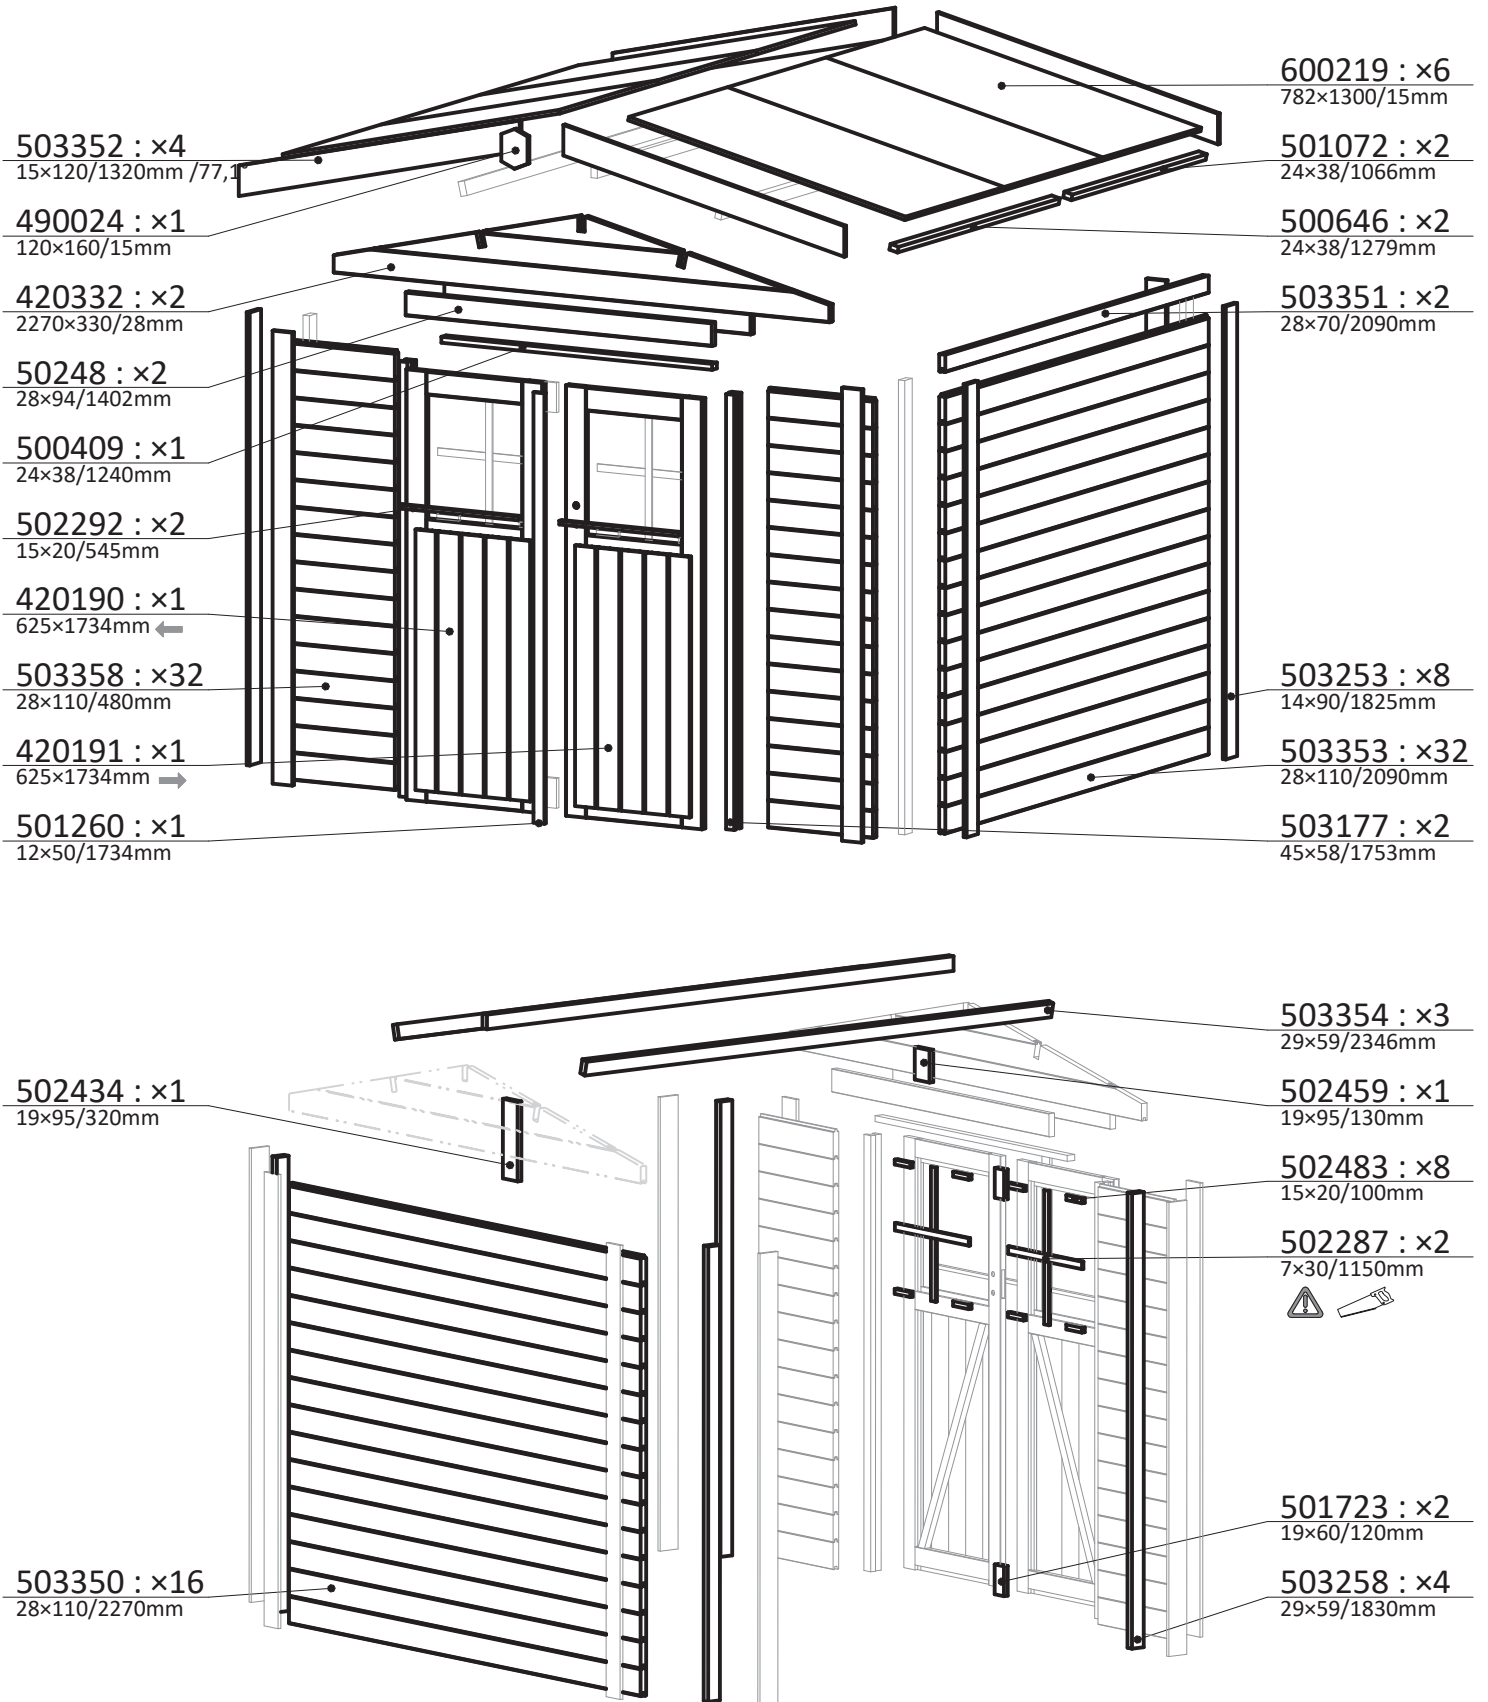 503352 : ×4
15×120/1320mm /77,1
490024 : ×1
120×160/15mm
420332 : ×2
2270×330/28mm
50248 : ×2
28×94/1402mm
500409 : ×1
24×38/1240mm
502292 : ×2
15×20/545mm
420190 : ×1
625×1734mm
503358 : ×32
28×110/480mm
420191 : ×1
625×1734mm
501260 : ×1
12×50/1734mm
600219 : ×6
782×1300/15mm
501072 : ×2
24×38/1066mm
500646 : ×2
24×38/1279mm
503351 : ×2
28×70/2090mm
503253 : ×8
14×90/1825mm
503353 : ×32
28×110/2090mm
503177 : ×2
45×58/1753mm
502434 : ×1
19×95/320mm
503350 : ×16
28×110/2270mm
503354 : ×3
29×59/2346mm
502459 : ×1
19×95/130mm
502483 : ×8
15×20/100mm
502287 : ×2
7×30/1150mm
501723 : ×2
19×60/120mm
503258 : ×4
29×59/1830mm